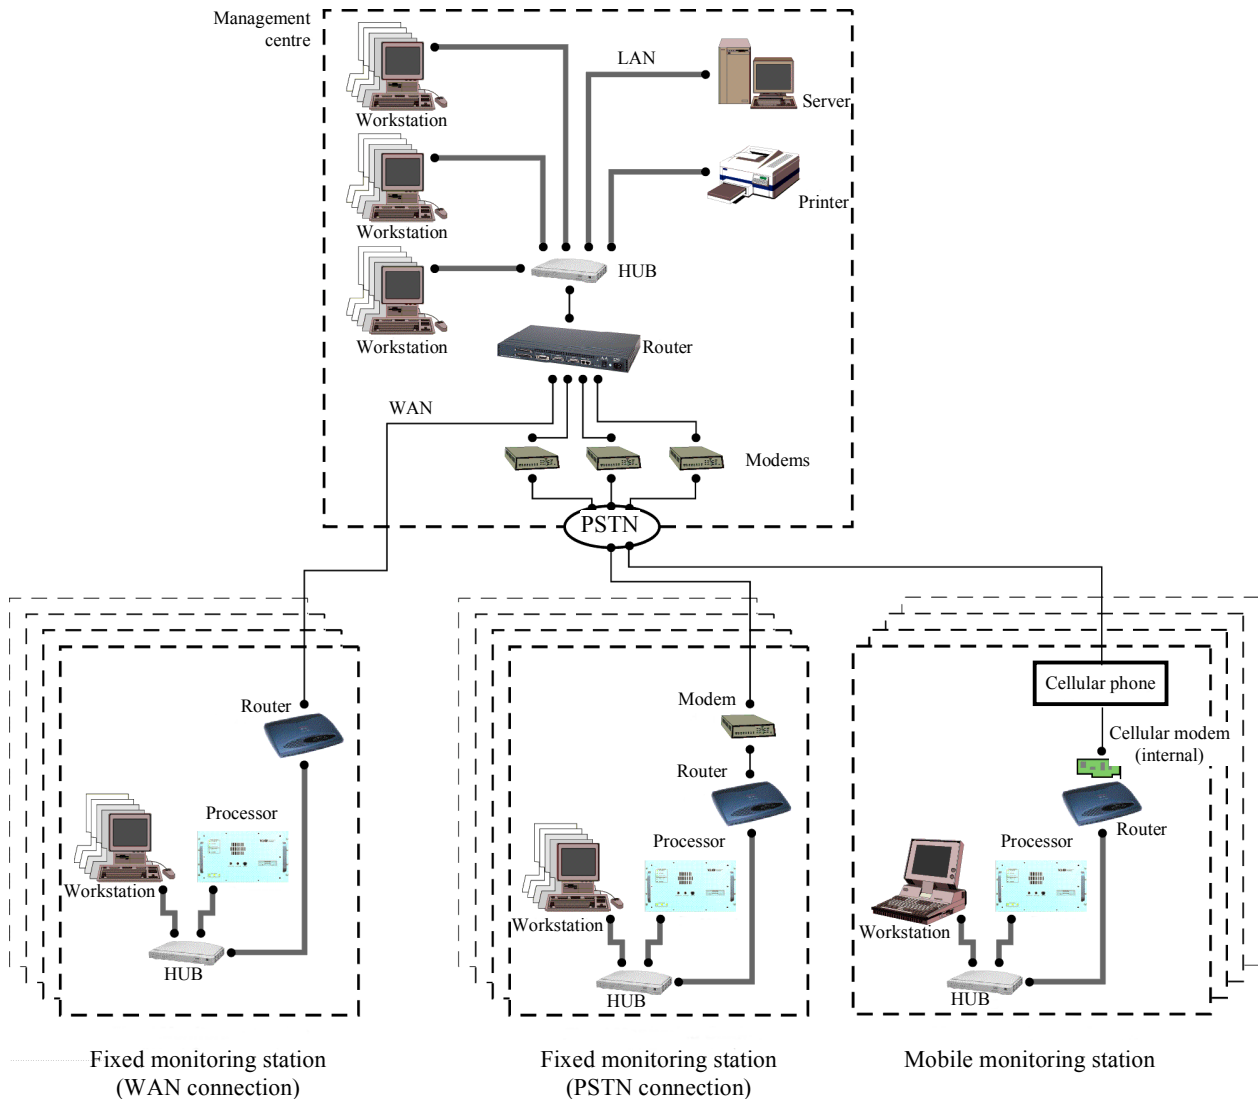 Management
centre
LAN
Server
Workstation
Printer
Workstation
HUB
Workstation
Router
WAN
Modems
PSTN
Router
Processor
Workstation
HUB
Modem
Router
Processor
Workstation
HUB
Cellular phone
Cellular modem
(internal)
Router
Processor
Workstation
HUB
Fixed monitoring station
(WAN connection)
Fixed monitoring station
(PSTN connection)
Mobile monitoring station